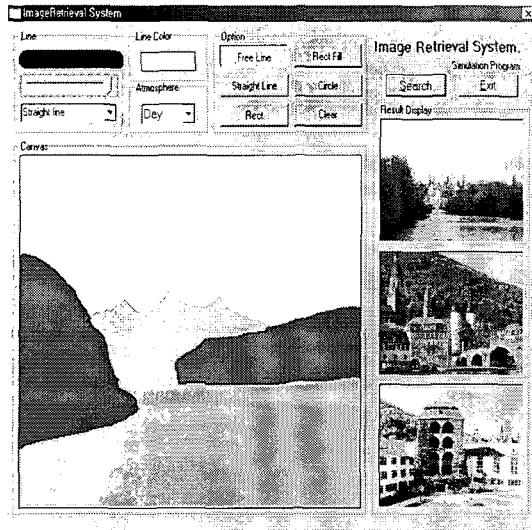 ImageRetrieval System
Line
Line Color
Option
Free Line
Rect Fill
Image Retrieval System.
Simulation Program
Straight Line
Circle
Search
Exit
Atmosphere
Straight line
Day
Rect
Clear
Result Display
Canvas